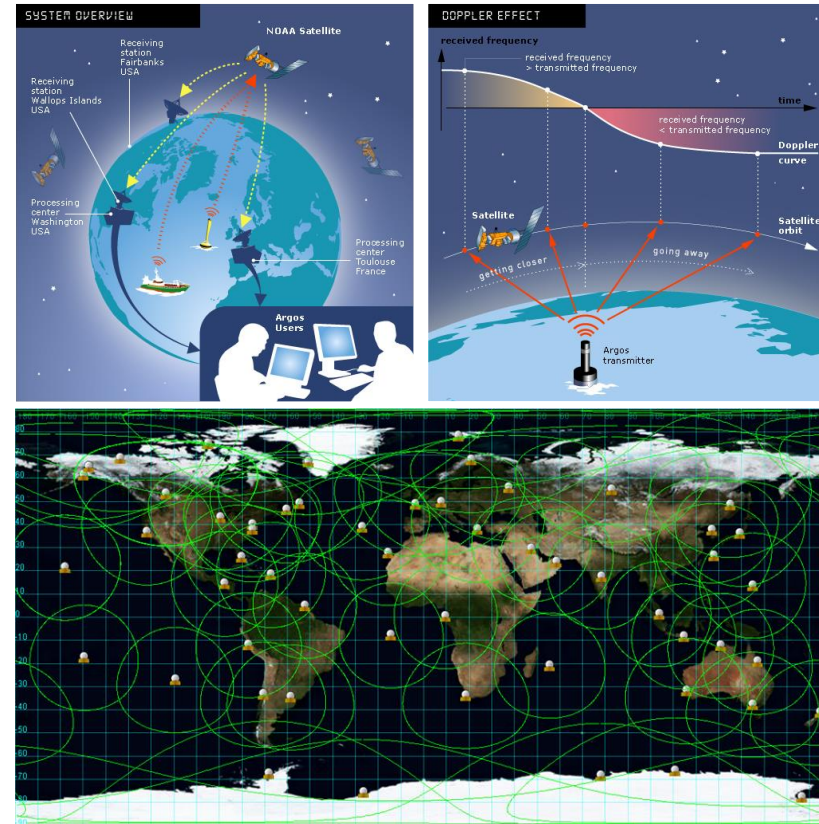 SYSTEM OVERVIEW
NOAA Satellite
Receiving
station
Fairbanks
USA
Receiving
station
Wallops Islands
USA
Processing
center
Washington
USA
Processing
center
Toulouse
France
Argos
Users
DOPPLER EFFECT
received frequency
received frequency
> transmitted frequency
time
received frequency
< transmitted frequency
Doppler
curve
Satellite
Satellite
orbit
getting closer
going away
Argos
transmitter
80
70
60
50
40
30
20
10
0
-10
-20
-30
-40
-50
-60
-70
-80